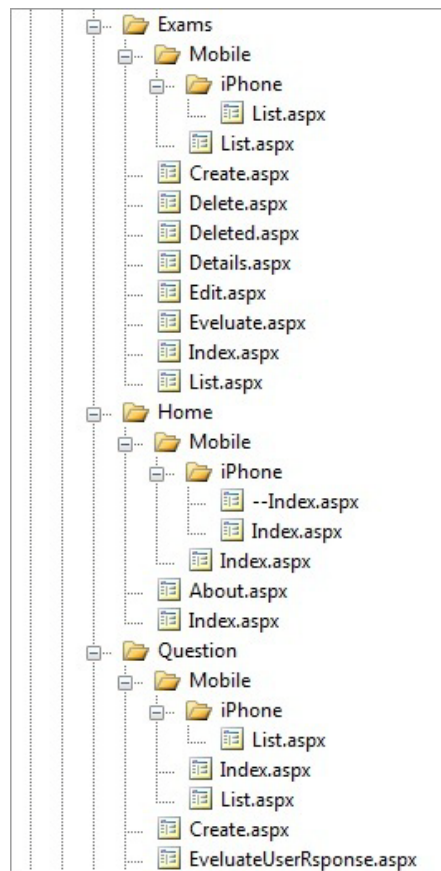 Exams
Mobile
iPhone
List.aspx
List.aspx
Create.aspx
Delete.aspx
Deleted.aspx
Details.aspx
Edit.aspx
Eveluate.aspx
Index.aspx
List.aspx
Home
Mobile
iPhone
--Index.aspx
Index.aspx
Index.aspx
About.aspx
Index.aspx
Question
Mobile
iPhone
List.aspx
Index.aspx
List.aspx
Create.aspx
EveluateUserRsponse.aspx